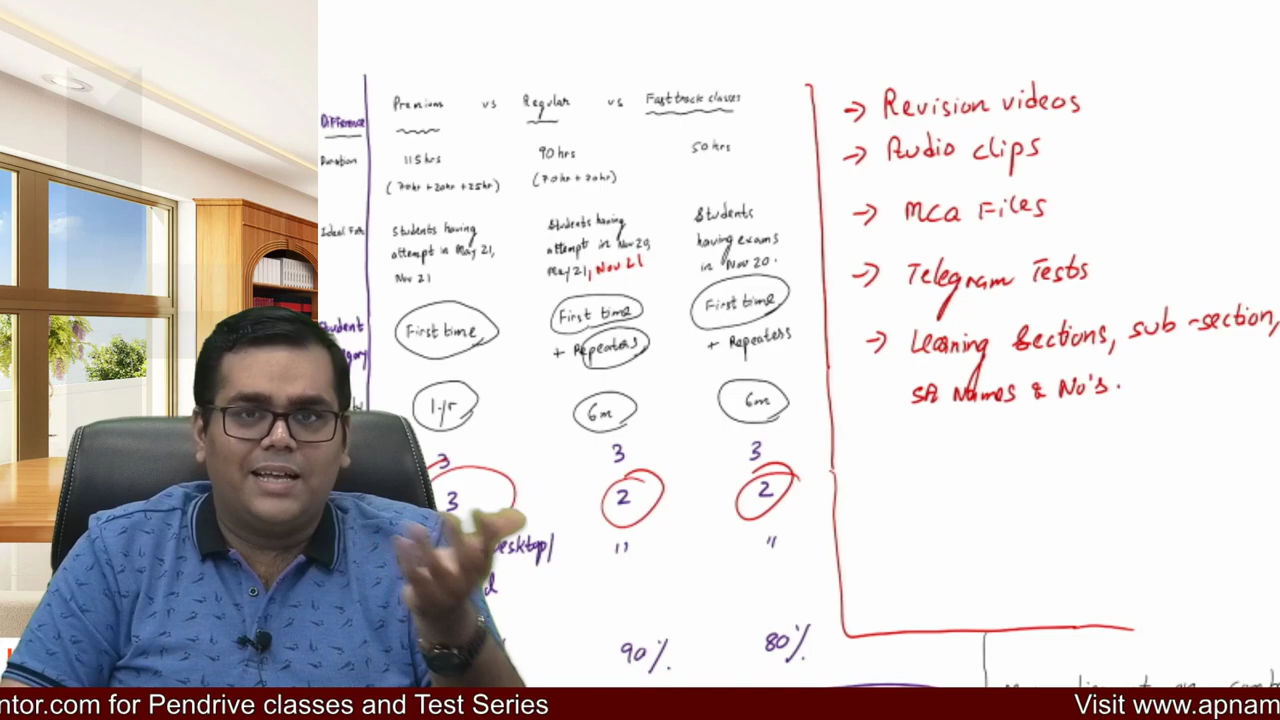 Difference
Premium vs Regular vs Fasttrack classes
Duration
115 hrs
90 hrs
50 hrs
(70hr + 20hr + 25hr)
(70hr + 20hr)
Ideal For
Students having
attempt in May 21,
Nov 21
Students having
attempt in Nov 20,
May 21, Nov 21
Students
having exams
in Nov 20.
Student
First time
First time
+ Repeaters
First time
+ Repeaters
1-yr
6m
6m
3
3
3
3
2
2
Desktop/
"
"
90%
80%
→ Revision videos
→ Audio clips
→ MCQ Files
→ Telegram Tests
→ Learning Sections, sub-section,
SA Names & No's.
ntor.com for Pendrive classes and Test Series
Visit www.apnam